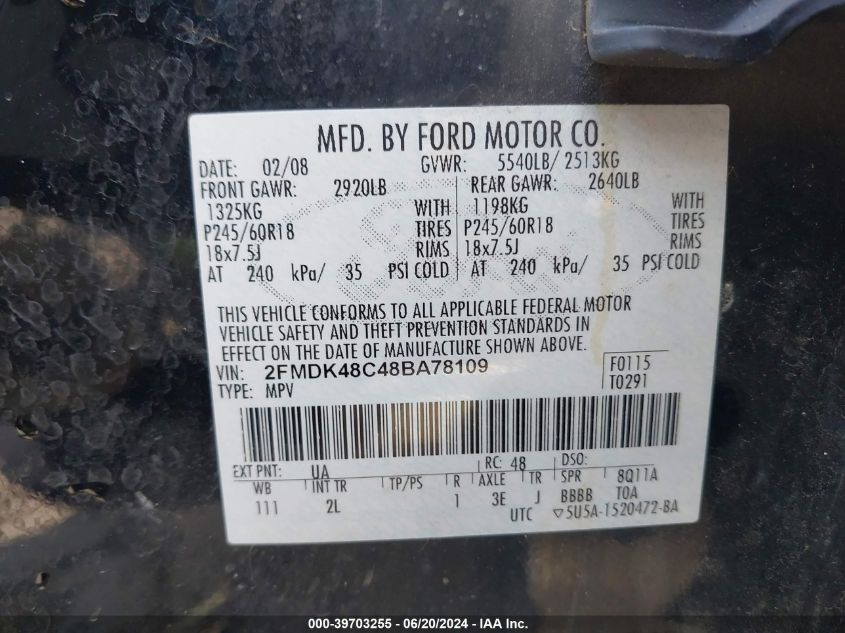 MFD. BY FORD MOTOR CO.
DATE: 02/08 GVWR: 5540LB/ 2513KG
FRONT GAWR: 2920LB REAR GAWR: 2640LB
1325KG WITH 1198KG WITH
P245/60R18 TIRES P245/60R18 TIRES
18x7.5J RIMS 18x7.5J RIMS
AT 240 kPa/ 35 PSI COLD AT 240 kPa/ 35 PSI COLD
THIS VEHICLE CONFORMS TO ALL APPLICABLE FEDERAL MOTOR
VEHICLE SAFETY AND THEFT PREVENTION STANDARDS IN
EFFECT ON THE DATE OF MANUFACTURE SHOWN ABOVE.
VIN: 2FMDK48C48BA78109 F0115
TYPE: MPV T0291
EXT PNT: UA RC: 48 DSO:
WB INT TR TP/PS R AXLE TR SPR 8Q11A
111 2L 1 3E J BBBB T0A
UTC ▽5U5A-1520472-BA
000-39703255 - 06/20/2024 - IAA Inc.